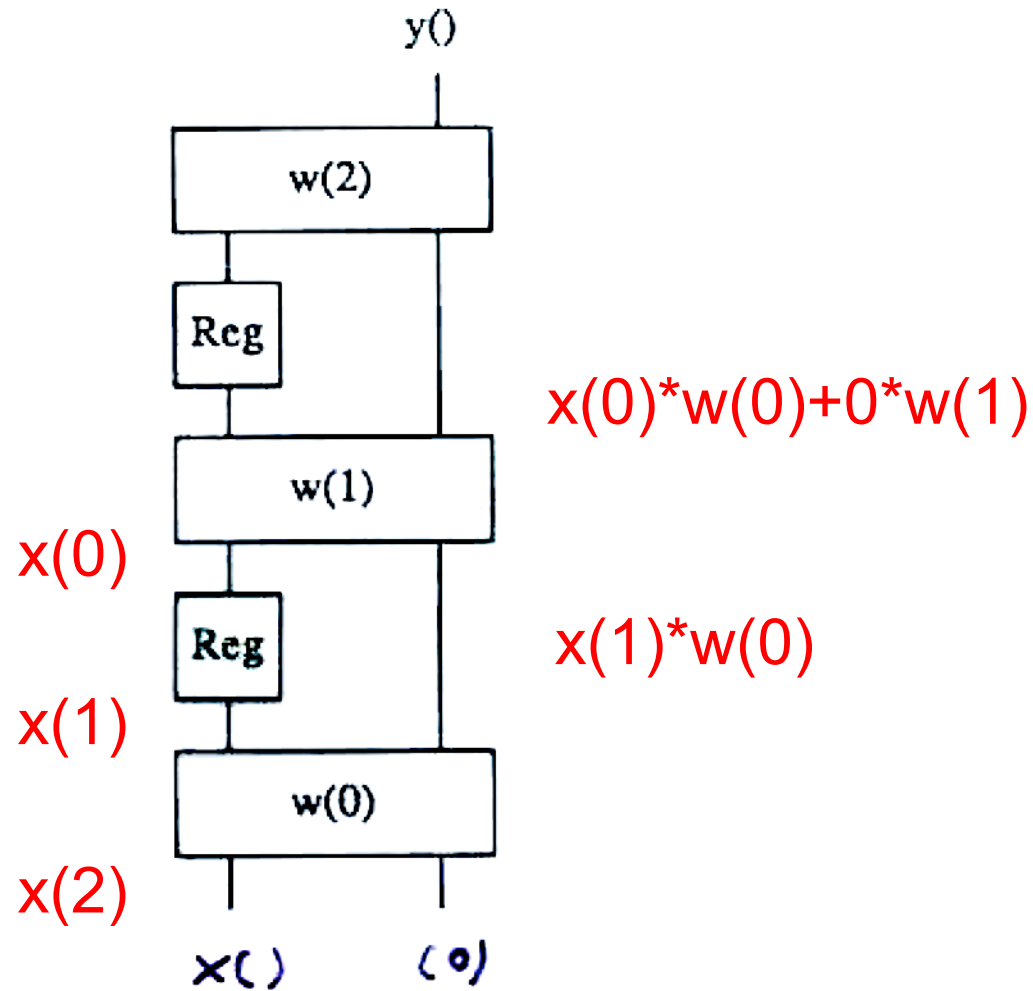 y()
w(2)
Reg
x(0)*w(0)+0*w(1)
w(1)
x(0)
Reg
x(1)*w(0)
x(1)
w(0)
x(2)
x( ) (0)